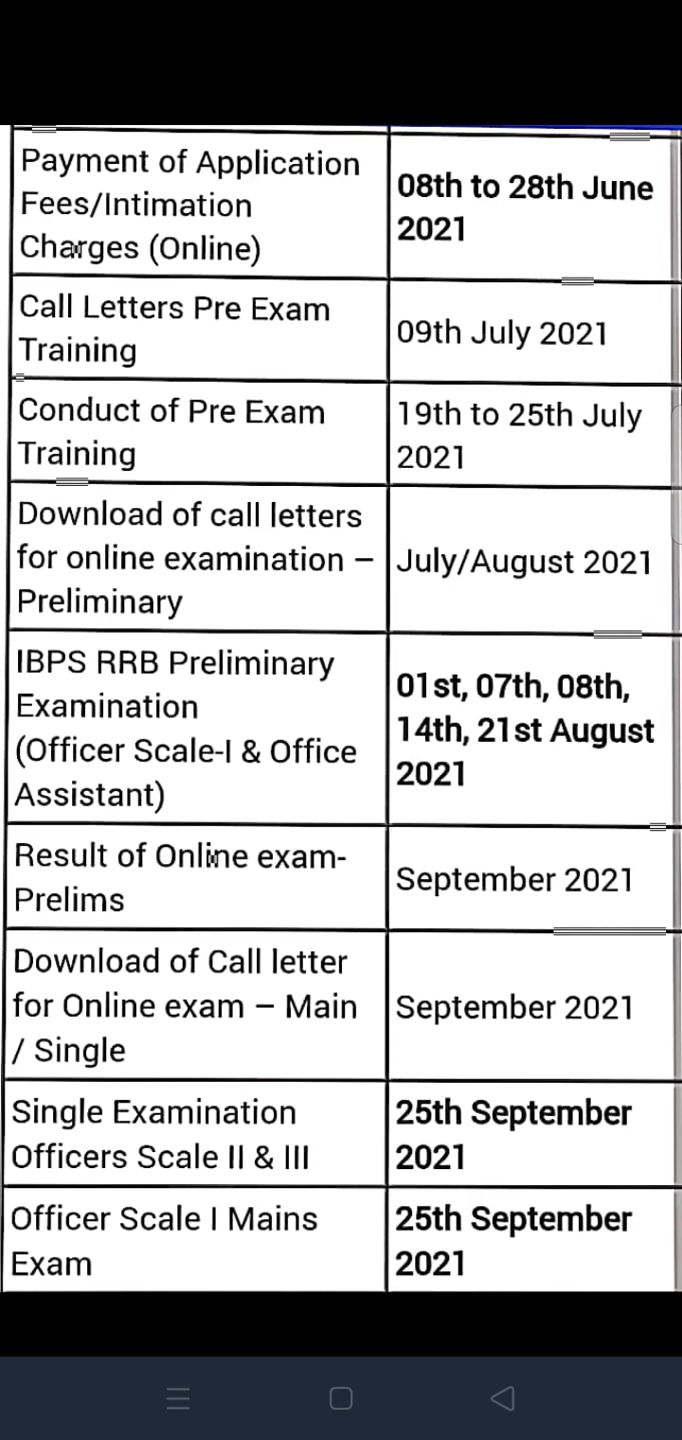 Payment of Application
Fees/Intimation
Charges (Online)
08th to 28th June
2021
Call Letters Pre Exam
Training
09th July 2021
Conduct of Pre Exam
Training
19th to 25th July
2021
Download of call letters
for online examination –
Preliminary
July/August 2021
IBPS RRB Preliminary
Examination
(Officer Scale-I & Office
Assistant)
01st, 07th, 08th,
14th, 21st August
2021
Result of Online exam-
Prelims
September 2021
Download of Call letter
for Online exam – Main
/ Single
September 2021
Single Examination
Officers Scale II & III
25th September
2021
Officer Scale I Mains
Exam
25th September
2021